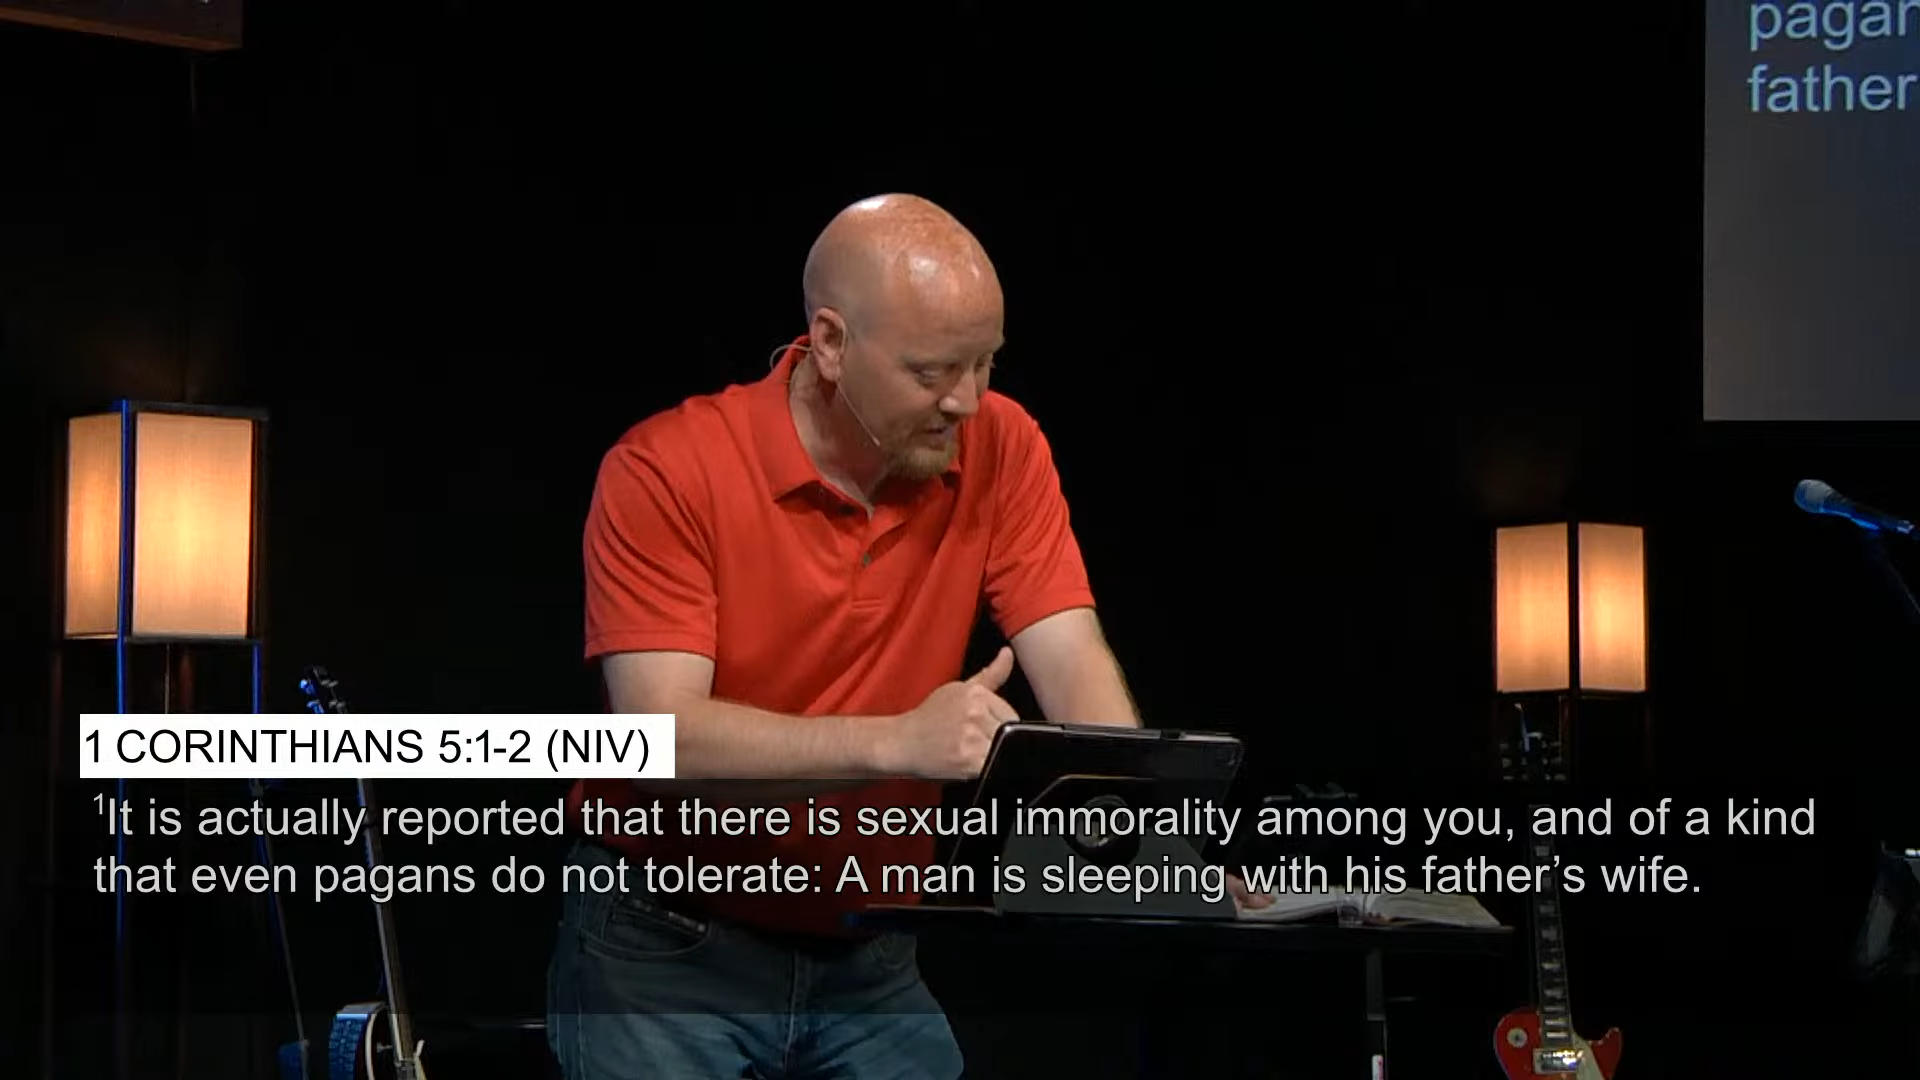 pagan
father
1 CORINTHIANS 5:1-2 (NIV)
¹It is actually reported that there is sexual immorality among you, and of a kind
that even pagans do not tolerate: A man is sleeping with his father’s wife.